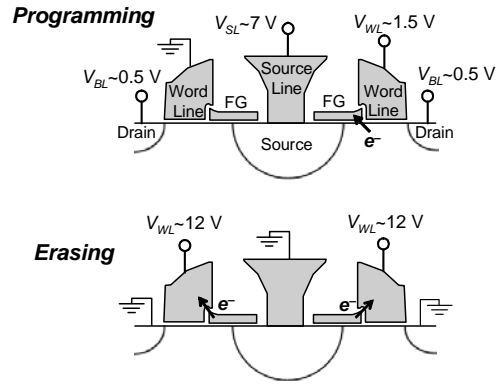 Programming
V_SL~7 V
V_WL~1.5 V
V_BL~0.5 V
V_BL~0.5 V
Word Line
FG
Source Line
FG
Word Line
Drain
Source
e⁻
Drain
V_WL~12 V
V_WL~12 V
Erasing
e⁻
e⁻